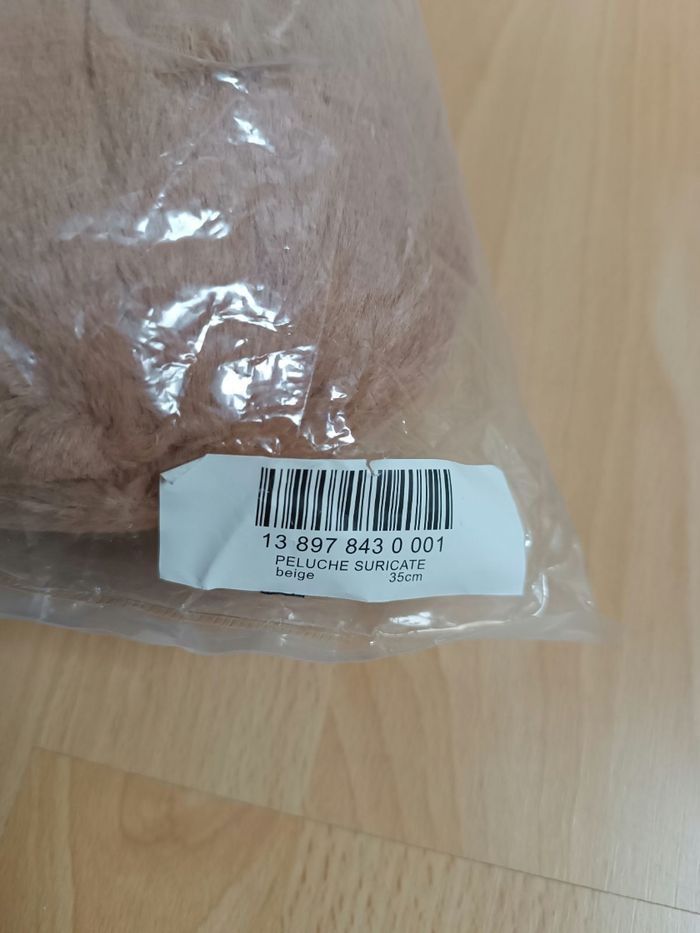 13 897 843 0 001
PELUCHE SURICATE
beige 35cm